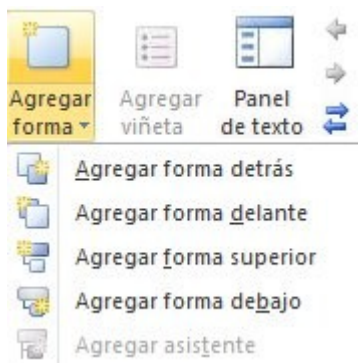 Agregar forma
Agregar viñeta
Panel de texto
Agregar forma detrás
Agregar forma delante
Agregar forma superior
Agregar forma debajo
Agregar asistente